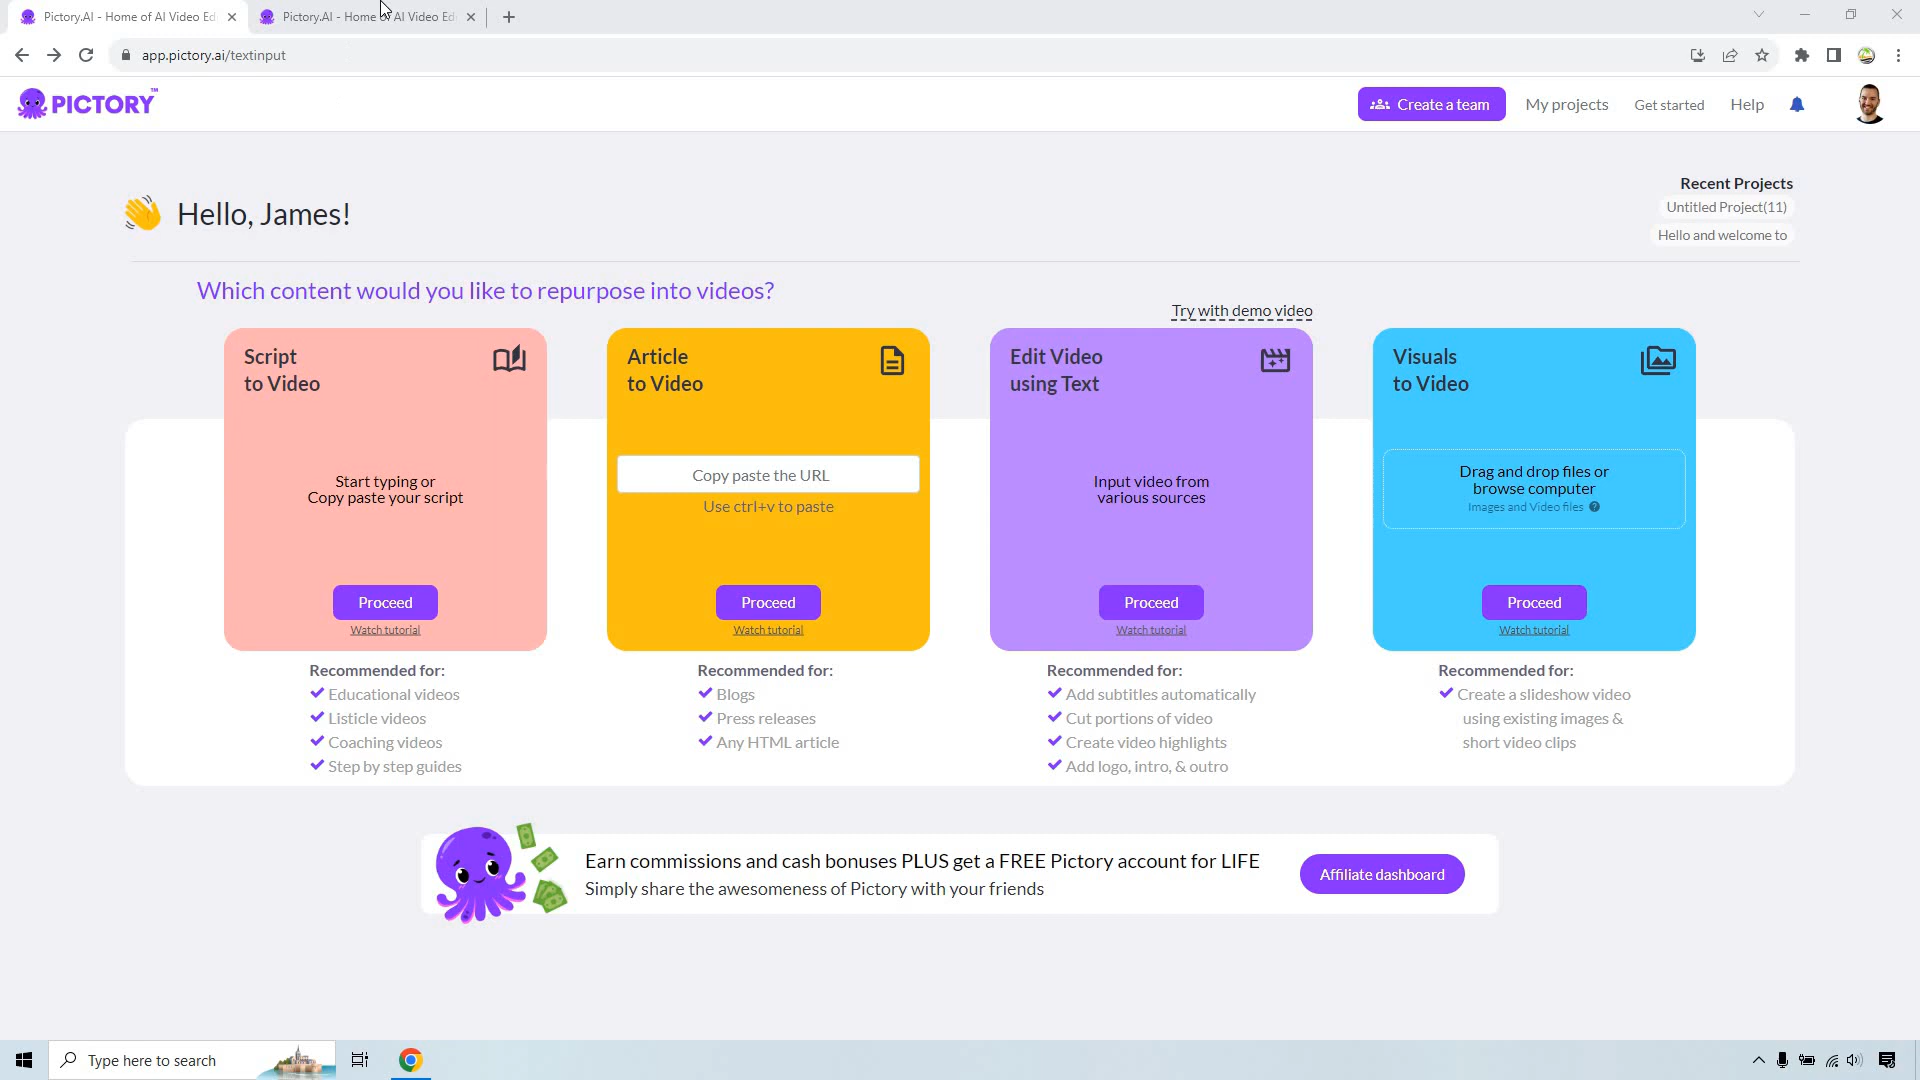 Pictory.AI - Home of AI Video Edi
Pictory.AI - Home of AI Video Edi
app.pictory.ai/textinput
PICTORY™
Create a team
My projects
Get started
Help
Hello, James!
Recent Projects
Untitled Project(11)
Hello and welcome to
Which content would you like to repurpose into videos?
Try with demo video
Script
to Video
Start typing or
Copy paste your script
Proceed
Watch tutorial
Recommended for:
Educational videos
Listicle videos
Coaching videos
Step by step guides
Article
to Video
Copy paste the URL
Use ctrl+v to paste
Proceed
Watch tutorial
Recommended for:
Blogs
Press releases
Any HTML article
Edit Video
using Text
Input video from
various sources
Proceed
Watch tutorial
Recommended for:
Add subtitles automatically
Cut portions of video
Create video highlights
Add logo, intro, & outro
Visuals
to Video
Drag and drop files or
browse computer
Images and Video files ?
Proceed
Watch tutorial
Recommended for:
Create a slideshow video
using existing images &
short video clips
Earn commissions and cash bonuses PLUS get a FREE Pictory account for LIFE
Simply share the awesomeness of Pictory with your friends
Affiliate dashboard
Type here to search